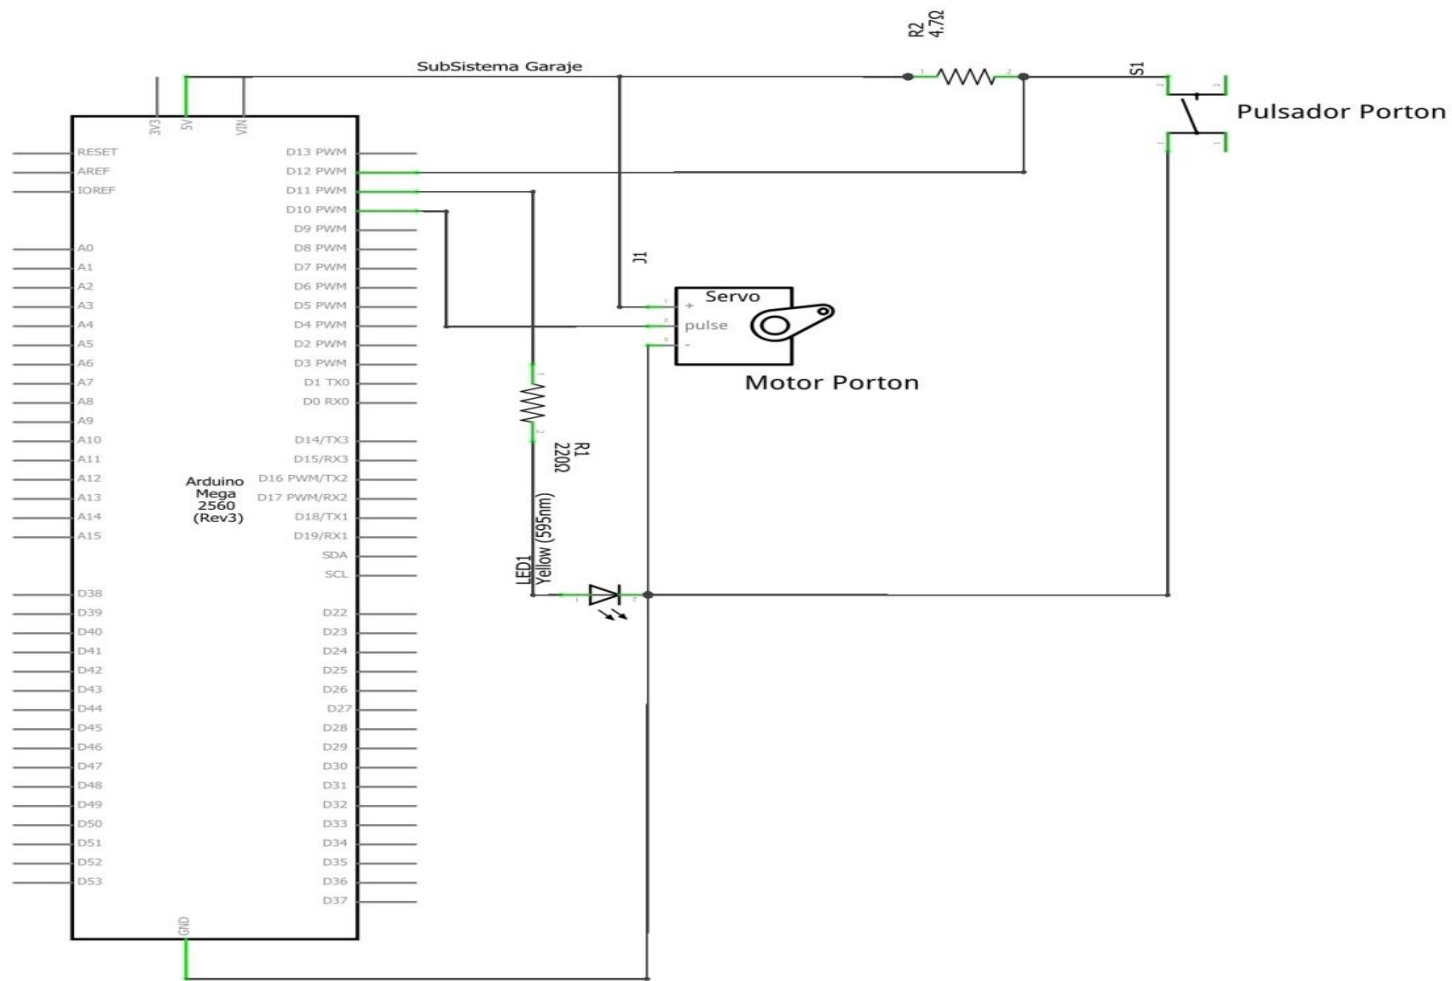 R2
4.7Ω
SubSistema Garaje
S1
Pulsador Porton
3V3
5V
VIN
RESET
AREF
IOREF
D13 PWM
D12 PWM
D11 PWM
D10 PWM
D9 PWM
A0
D8 PWM
A1
D7 PWM
A2
D6 PWM
A3
D5 PWM
A4
D4 PWM
A5
D2 PWM
A6
D3 PWM
A7
D1 TX0
A8
D0 RX0
A9
A10
D14/TX3
A11
D15/RX3
A12
D16 PWM/TX2
A13
D17 PWM/RX2
A14
D18/TX1
A15
D19/RX1
SDA
SCL
Arduino
Mega
2560
(Rev3)
D38
D39
D22
D40
D23
D41
D24
D42
D25
D43
D26
D44
D27
D45
D28
D46
D29
D47
D30
D48
D31
D49
D32
D50
D33
D51
D34
D52
D35
D53
D36
D37
GND
J1
Servo
+
pulse
-
Motor Porton
R1
220Ω
LED1
Yellow (595nm)